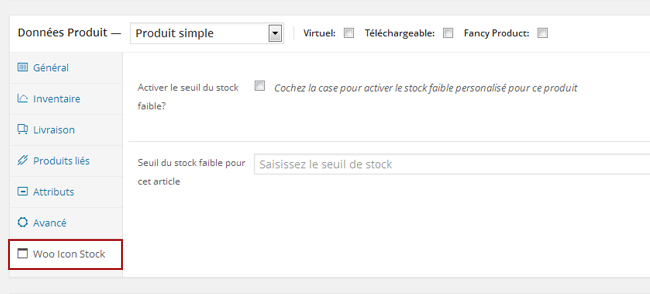 Données Produit — Produit simple Virtuel: Téléchargeable: Fancy Product:
Général
Inventaire
Livraison
Produits liés
Attributs
Avancé
Woo Icon Stock
Activer le seuil du stock
faible?
Cochez la case pour activer le stock faible personalisé pour ce produit
Seuil du stock faible pour
cet article
Saisissez le seuil de stock